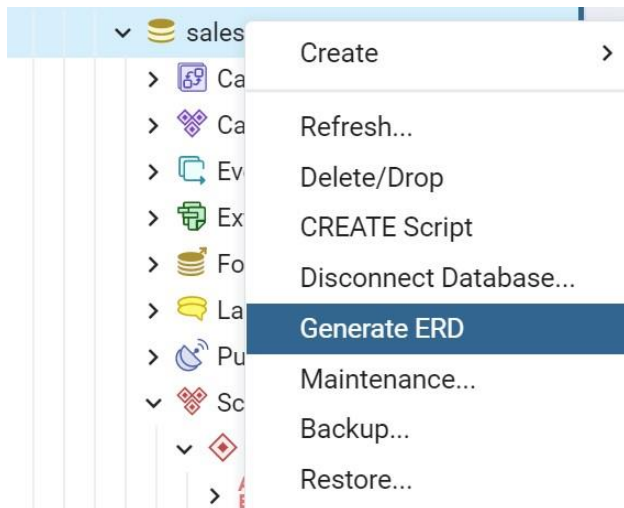 sales
Ca
Ca
Ev
Ex
Fo
La
Pu
Sc
Create
Refresh...
Delete/Drop
CREATE Script
Disconnect Database...
Generate ERD
Maintenance...
Backup...
Restore...